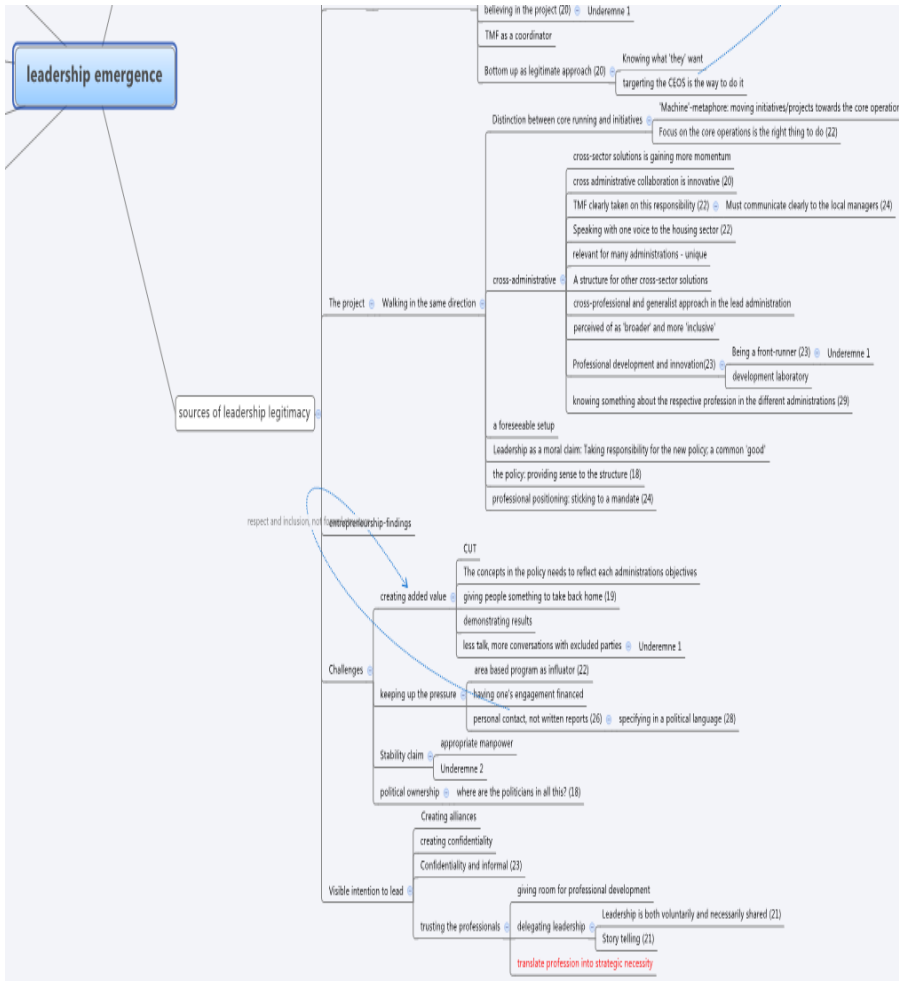 believing in the project (20) Underemne 1
TMF as a coordinator
Bottom up as legitimate approach (20)
Knowing what 'they' want
targerting the CEOS is the way to do it
leadership emergence
Distinction between core running and initiatives
'Machine'-metaphore: moving initiatives/projects towards the core operation
Focus on the core operations is the right thing to do (22)
cross-sector solutions is gaining more momentum
cross administrative collaboration is innovative (20)
TMF clearly taken on this responsibility (22) Must communicate clearly to the local managers (24)
Speaking with one voice to the housing sector (22)
relevant for many administrations - unique
cross-administrative
A structure for other cross-sector solutions
The project Walking in the same direction
cross-professional and generalist approach in the lead administration
perceived of as 'broader' and more 'inclusive'
Professional development and innovation(23)
Being a front-runner (23) Underemne 1
development laboratory
knowing something about the respective profession in the different administrations (29)
sources of leadership legitimacy
a foreseeable setup
Leadership as a moral claim: Taking responsibility for the new policy; a common 'good'
the policy: providing sense to the structure (18)
professional positioning: sticking to a mandate (24)
respect and inclusion, not
entrepreneurship-findings
CUT
The concepts in the policy needs to reflect each administrations objectives
creating added value
giving people something to take back home (19)
demonstrating results
less talk, more conversations with excluded parties Underemne 1
Challenges
area based program as influator (22)
keeping up the pressure
having one's engagement financed
personal contact, not written reports (26) specifying in a political language (28)
Stability claim
appropriate manpower
Underemne 2
political ownership where are the politicians in all this? (18)
Creating alliances
creating confidentiality
Confidentiality and informal (23)
Visible intention to lead
giving room for professional development
trusting the professionals
delegating leadership
Leadership is both voluntarily and necessarily shared (21)
Story telling (21)
translate profession into strategic necessity